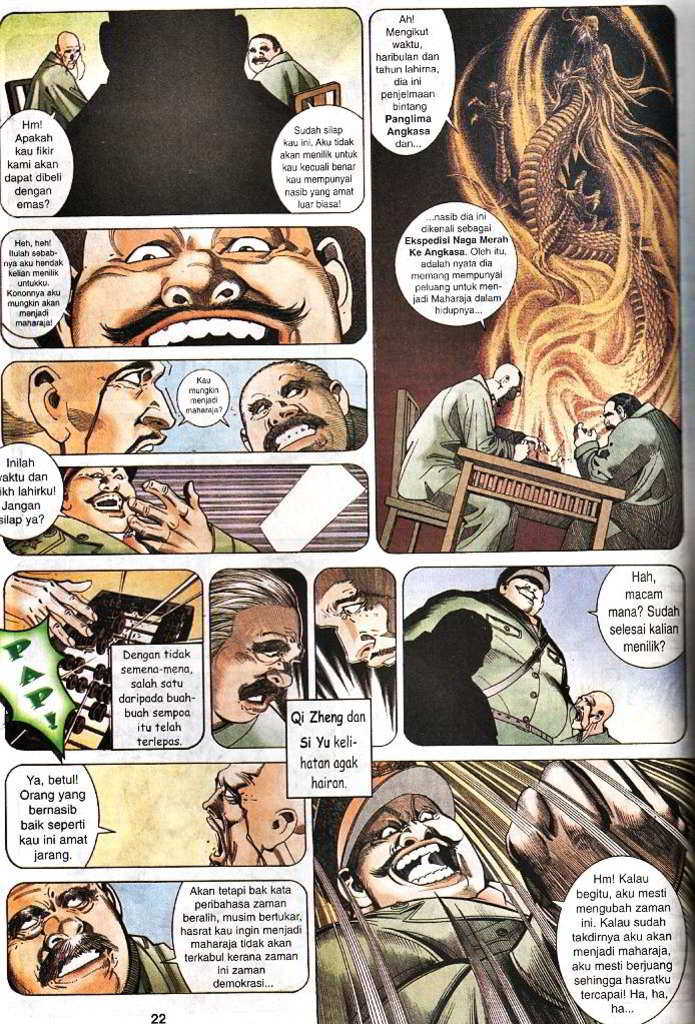 Hm!
Apakah
kau fikir
kami akan
dapat dibeli
dengan
emas?
Sudah silap
kau ini. Aku tidak
akan menilik untuk
kau kecuali benar
kau mempunyai
nasib yang amat
luar biasa!
Heh, heh!
Itulah sebab-
nya aku hendak
kelian menilik
untukku.
Kononnya aku
mungkin akan
menjadi
maharaja!
Kau
mungkin
menjadi
maharaja?
Inilah
waktu dan
lahirku!
Jangan
silap ya?
Ah!
Mengikut
waktu,
haribulan dan
tahun lahirna,
dia ini
penjelmaan
bintang
Panglima
Angkasa
dan...
...nasib dia ini
dikenali sebagai
Ekspedisi Naga Merah
Ke Angkasa. Oleh itu,
adalah nyata dia
memang mempunyai
peluang untuk men-
jadi Maharaja dalam
hidupnya...
PAP!
Dengan tidak
semena-mena,
salah satu
daripada buah-
buah sempoa
itu telah
terlepas.
Qi Zheng dan
Si Yu keli-
hatan agak
hairan.
Hah,
macam
mana? Sudah
selesai kalian
menilik?
Ya, betul!
Orang yang
bernasib
baik seperti
kau ini amat
jarang.
Akan tetapi bak kata
peribahasa zaman
beralih, musim bertukar,
hasrat kau ingin menjadi
maharaja tidak akan
terkabul kerana zaman
ini zaman
demokrasi...
Hm! Kalau
begitu, aku mesti
mengubah zaman
ini. Kalau sudah
takdirnya aku akan
menjadi maharaja,
aku mesti berjuang
sehingga hasratku
tercapai! Ha, ha,
ha...
22